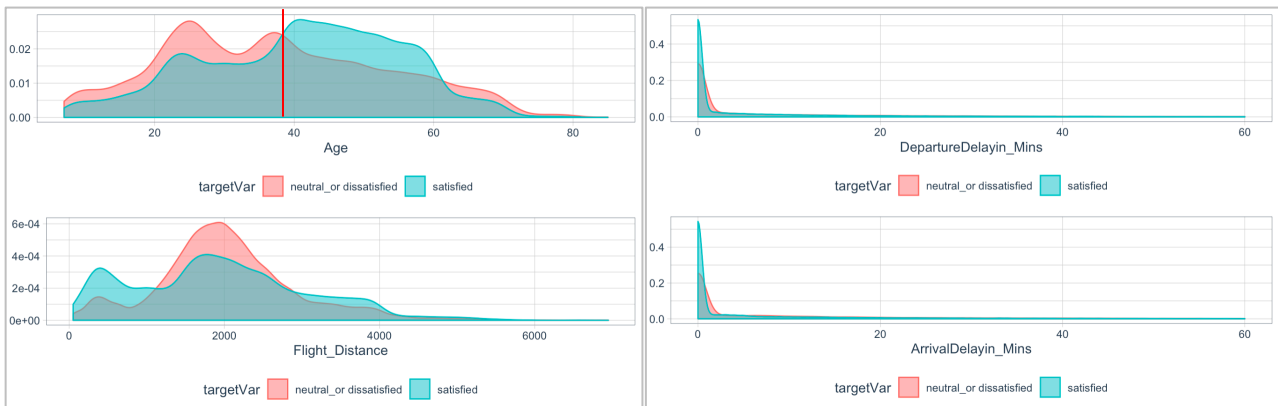 0.02
0.01
0.00
20 40 60 80
Age
targetVar neutral_or dissatisfied satisfied
6e-04
4e-04
2e-04
0e+00
0 2000 4000 6000
Flight_Distance
targetVar neutral_or dissatisfied satisfied
0.4
0.2
0.0
0 20 40 60
DepartureDelayin_Mins
targetVar neutral_or dissatisfied satisfied
0.4
0.2
0.0
0 20 40 60
ArrivalDelayin_Mins
targetVar neutral_or dissatisfied satisfied